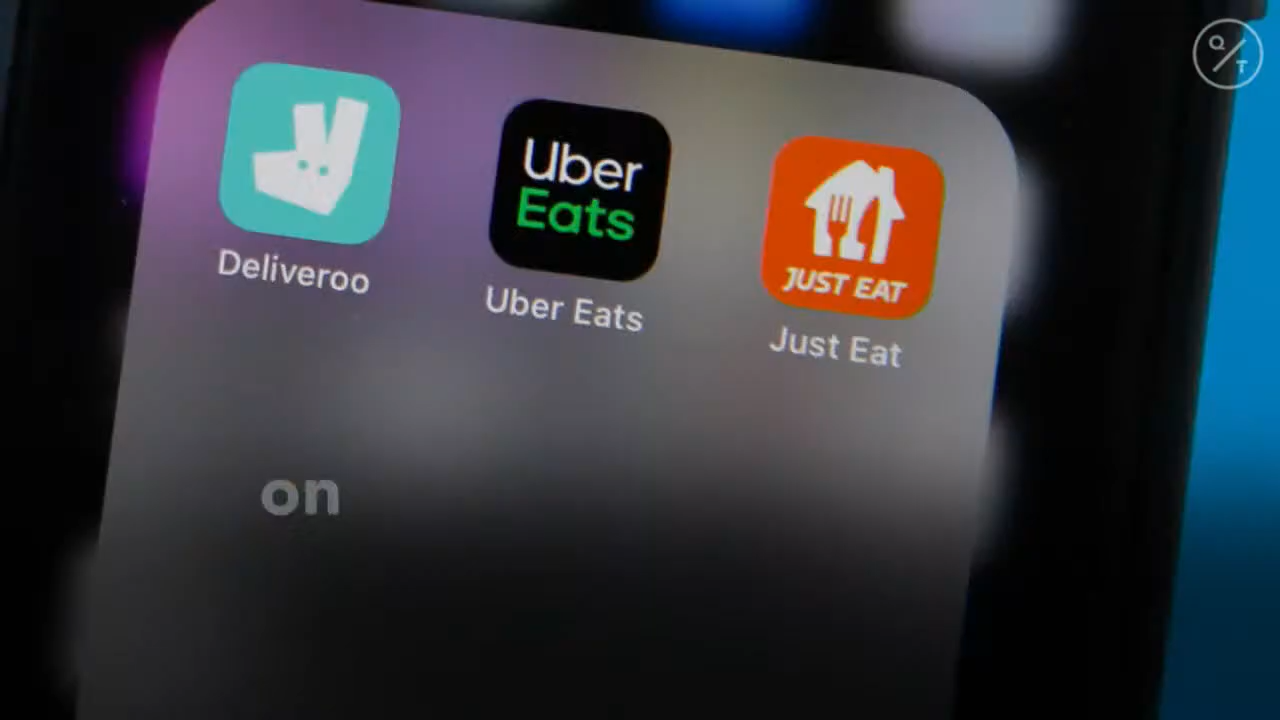 Q
T
Uber
Eats
JUST EAT
Deliveroo
Uber Eats
Just Eat
on